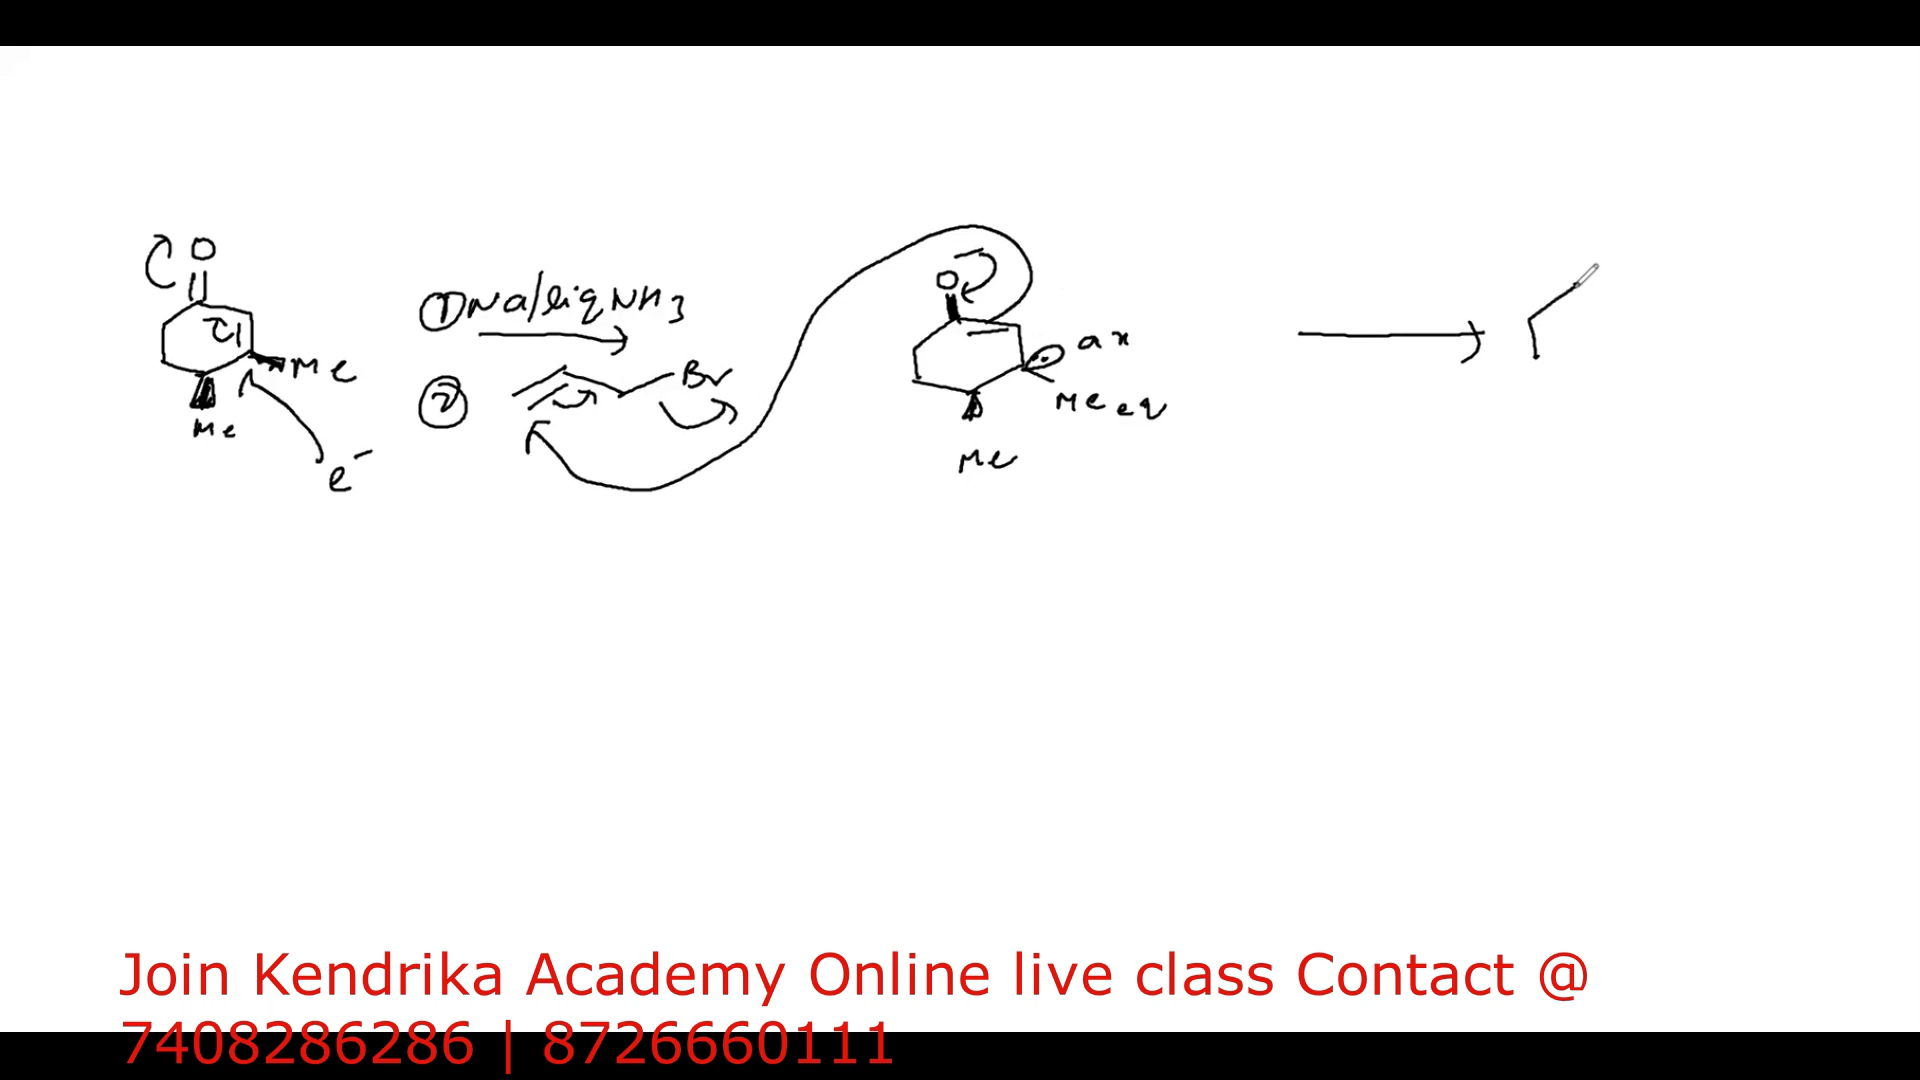 O
Me
Me
e-
① Na/liq NH3
②
Br
O
ax
Me eq
Me
Join Kendrika Academy Online live class Contact @
7408286286 | 8726660111